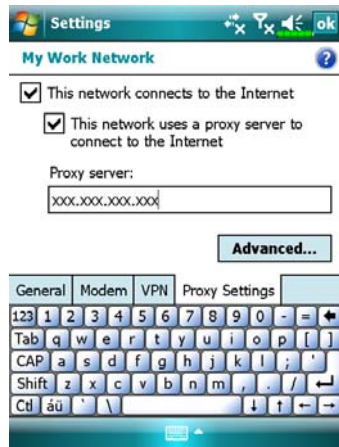 Settings ok
My Work Network
This network connects to the Internet
This network uses a proxy server to
connect to the Internet
Proxy server:
xxx.xxx.xxx.xxx
Advanced...
General Modem VPN Proxy Settings
123 1 2 3 4 5 6 7 8 9 0 - =
Tab q w e r t y u i o p [ ]
CAP a s d f g h j k l ; '
Shift z x c v b n m , . /
Ctl áü ` \